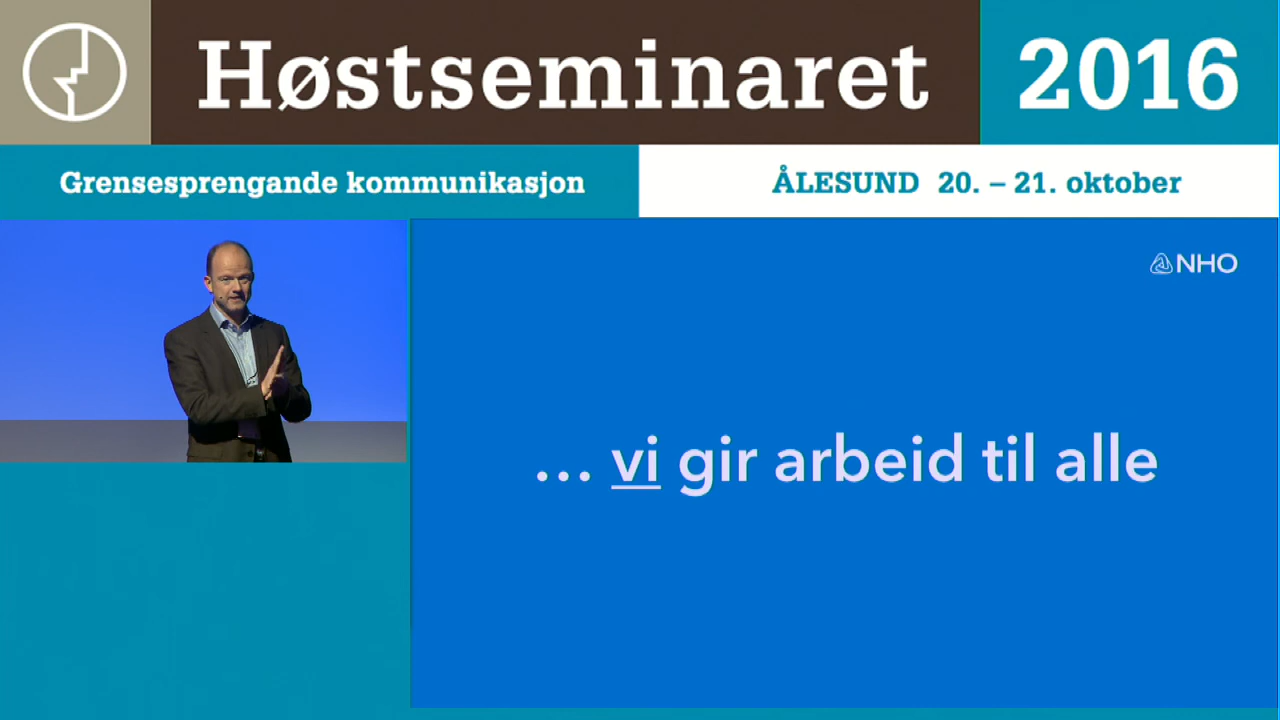 Høstseminaret 2016
Grensesprengande kommunikasjon
ÅLESUND 20. – 21. oktober
NHO
... vi gir arbeid til alle